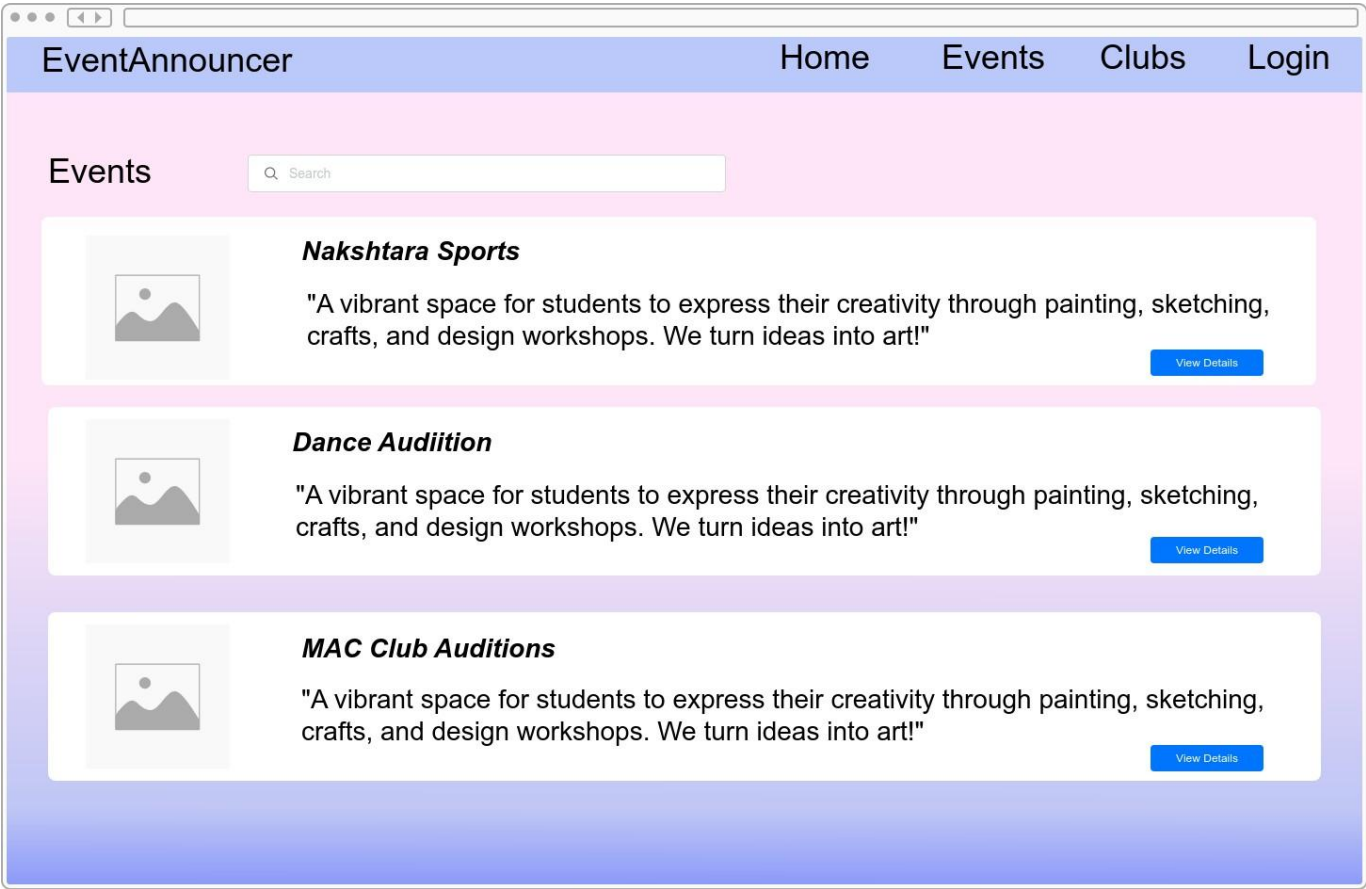 EventAnnouncer
Home Events Clubs Login
Events
Search
Nakshtara Sports
"A vibrant space for students to express their creativity through painting, sketching,
crafts, and design workshops. We turn ideas into art!"
View Details
Dance Audiition
"A vibrant space for students to express their creativity through painting, sketching,
crafts, and design workshops. We turn ideas into art!"
View Details
MAC Club Auditions
"A vibrant space for students to express their creativity through painting, sketching,
crafts, and design workshops. We turn ideas into art!"
View Details